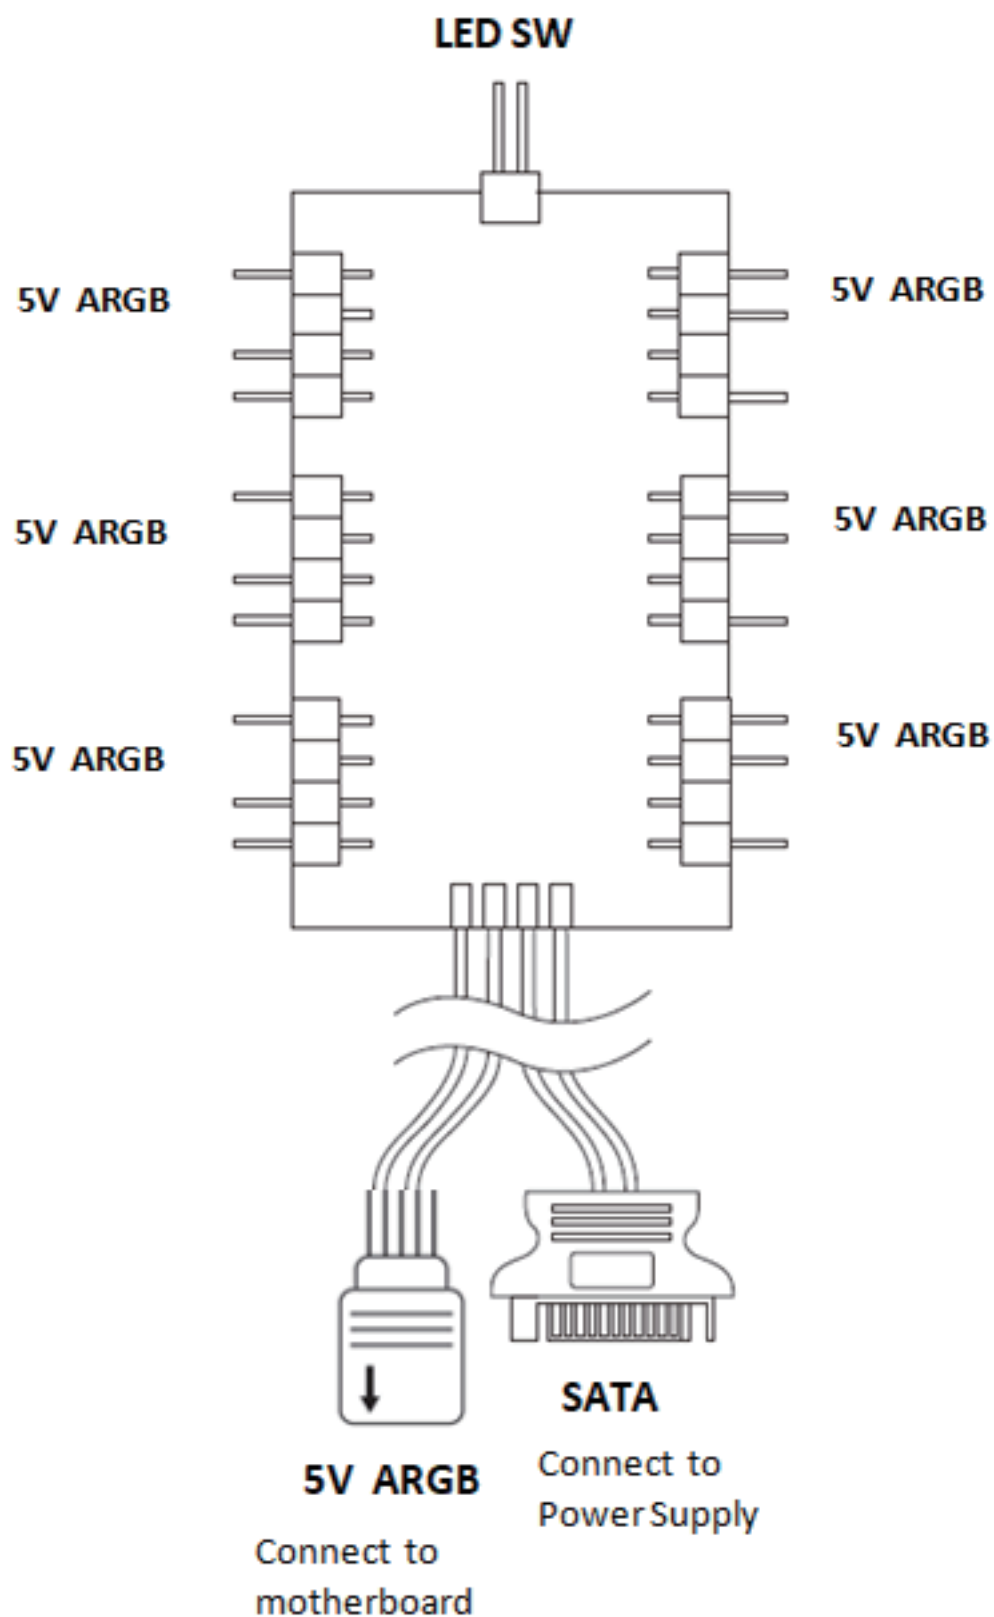 LED SW
5V ARGB
5V ARGB
5V ARGB
5V ARGB
5V ARGB
5V ARGB
SATA
Connect to
Power Supply
5V ARGB
Connect to
motherboard